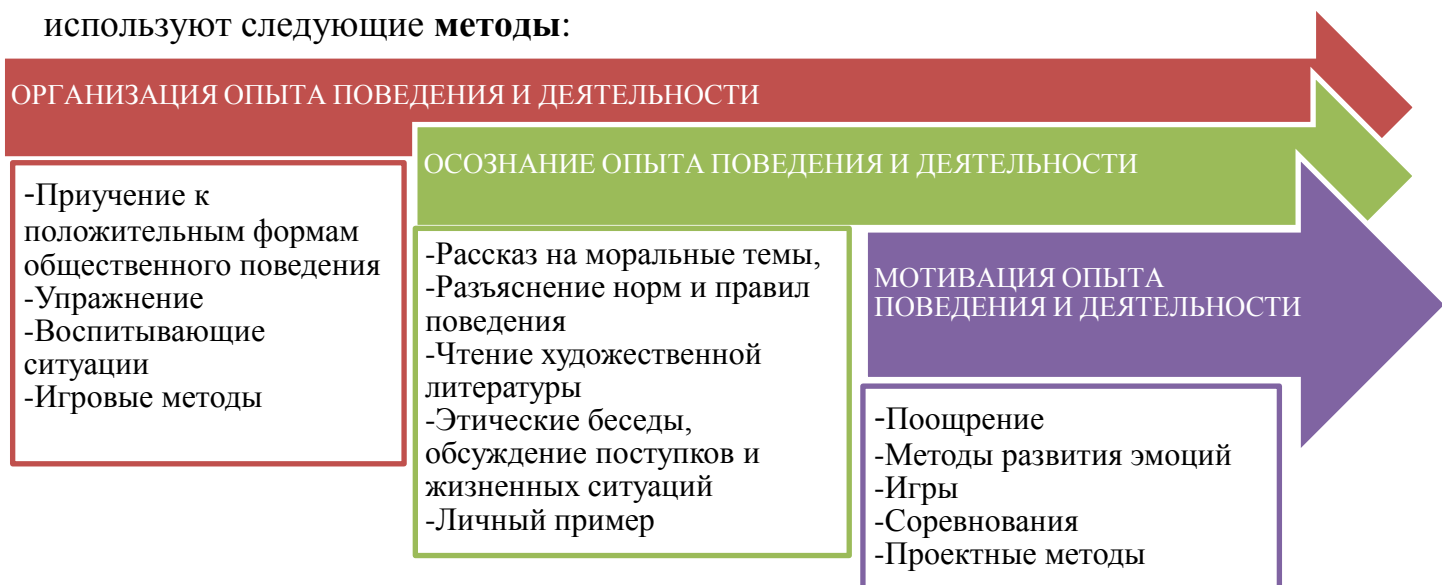 используют следующие методы:
ОРГАНИЗАЦИЯ ОПЫТА ПОВЕДЕНИЯ И ДЕЯТЕЛЬНОСТИ
-Приучение к
положительным формам
общественного поведения
-Упражнение
-Воспитывающие
ситуации
-Игровые методы
ОСОЗНАНИЕ ОПЫТА ПОВЕДЕНИЯ И ДЕЯТЕЛЬНОСТИ
-Рассказ на моральные темы,
-Разъяснение норм и правил
поведения
-Чтение художественной
литературы
-Этические беседы,
обсуждение поступков и
жизненных ситуаций
-Личный пример
МОТИВАЦИЯ ОПЫТА
ПОВЕДЕНИЯ И ДЕЯТЕЛЬНОСТИ
-Поощрение
-Методы развития эмоций
-Игры
-Соревнования
-Проектные методы